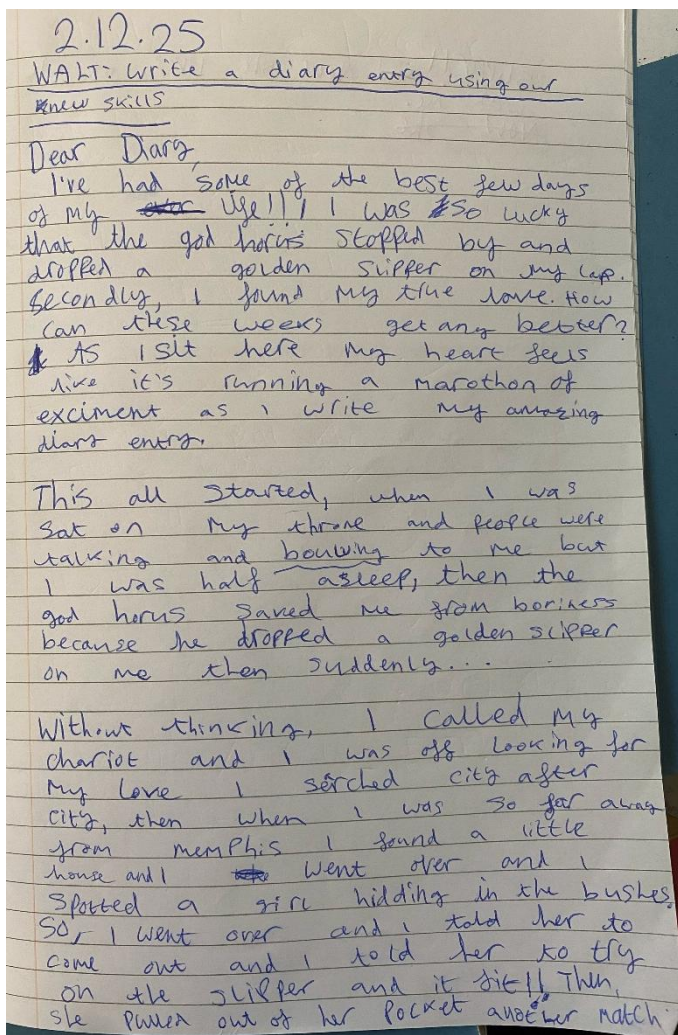 2.12.25
WALT: Write a diary entry using our
new skills
Dear Diary,
I've had some of the best few days
of my life!!! I was so lucky
that the god horus stopped by and
dropped a golden slipper on my lap.
Secondly, I found my true love. How
can these weeks get any better?
As I sit here my heart feels
like it's running a marothon of
exciment as I write my amazing
diary entry.
This all started, when I was
sat on my throne and people were
talking and bouwing to me but
I was half asleep, then the
god horus saved me from boriness
because he dropped a golden slipper
on me then suddenly....
Without thinking, I called my
chariot and I was off looking for
my love I serched city after
city, then when I was so far away
from memphis I found a little
house and I went over and I
spotted a girl hidding in the bushes.
So, I went over and I told her to
come out and I told her to try
on the slipper and it fit!! Then,
she pulled out of her pocket another match